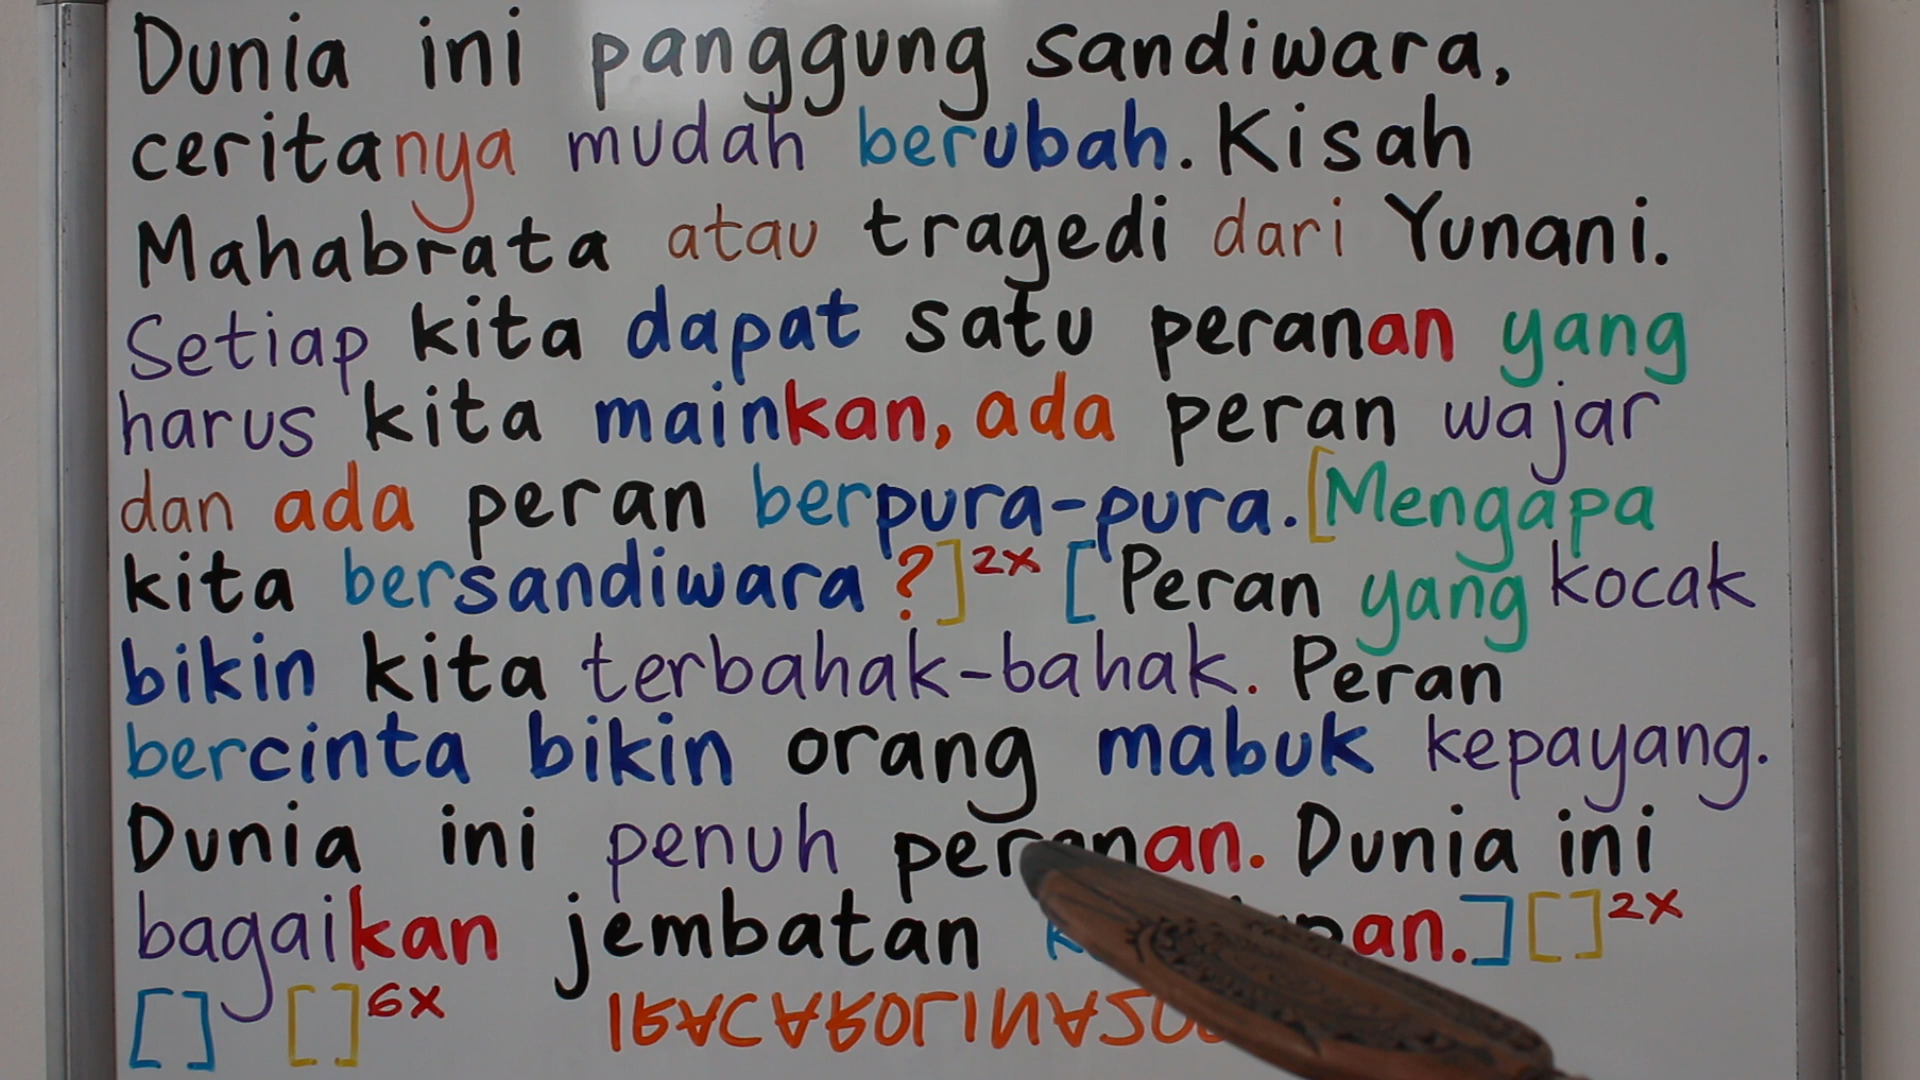 Dunia ini panggung sandiwara,
ceritanya mudah berubah. Kisah
Mahabrata atau tragedi dari Yunani.
Setiap kita dapat satu peranan yang
harus kita mainkan, ada peran wajar
dan ada peran berpura-pura. [Mengapa
kita bersandiwara ?]2x [Peran yang kocak
bikin kita terbahak-bahak. Peran
bercinta bikin orang mabuk kepayang.
Dunia ini penuh peranan. Dunia ini
bagaikan jembatan an.] []2x
[] []6x